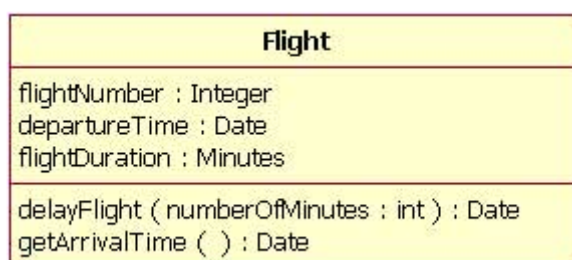 Flight
flightNumber : Integer
departureTime : Date
flightDuration : Minutes
delayFlight ( numberOfMinutes : int ) : Date
getArrivalTime ( ) : Date